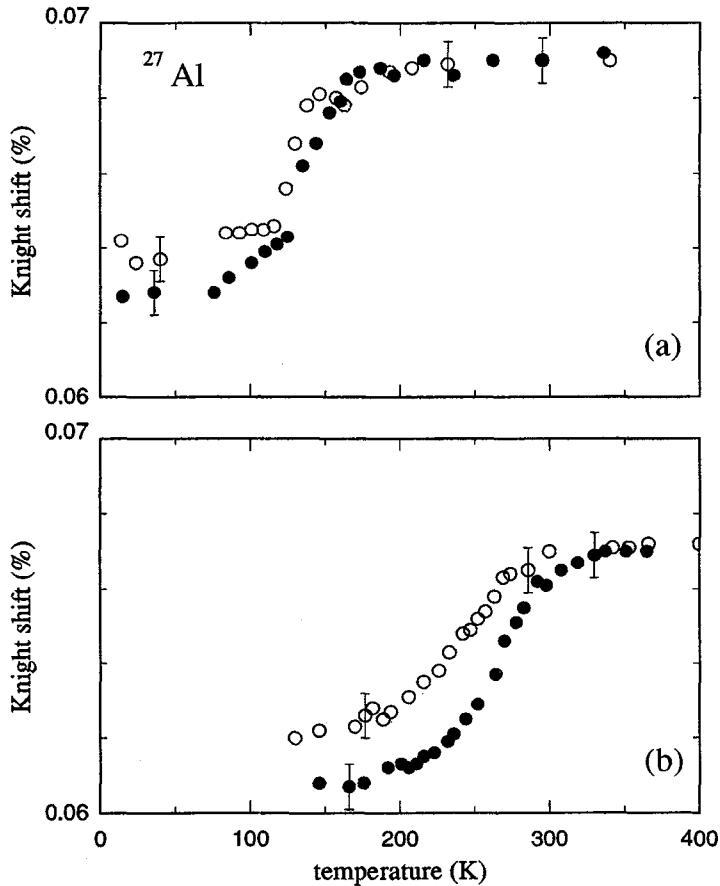 0.07
²⁷Al
Knight shift (%)
(a)
0.06
0.07
Knight shift (%)
(b)
0.06
0 100 200 300 400
temperature (K)